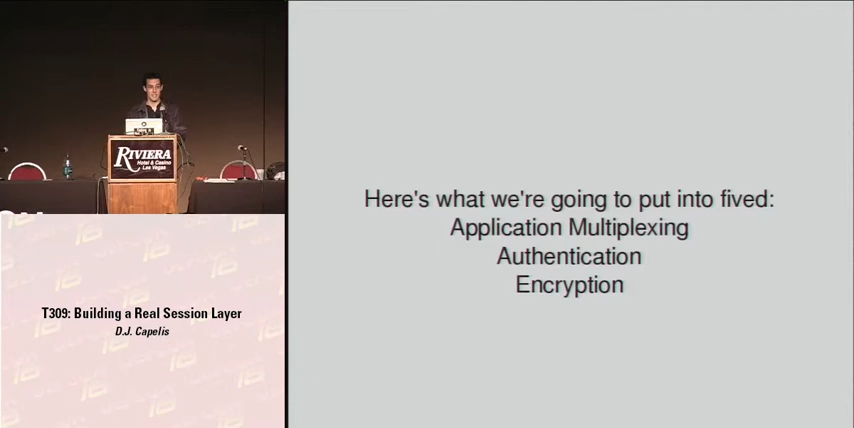 RIVIERA
Hotel & Casino
Las Vegas
T309: Building a Real Session Layer
D.J. Capelis
Here's what we're going to put into fived:
Application Multiplexing
Authentication
Encryption